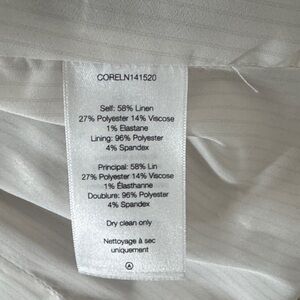 CORELN141520
Self: 58% Linen
27% Polyester 14% Viscose
1% Elastane
Lining: 96% Polyester
4% Spandex
Principal: 58% Lin
27% Polyester 14% Viscose
1% Élasthanne
Doublure: 96% Polyester
4% Spandex
Dry clean only
Nettoyage à sec
uniquement
A